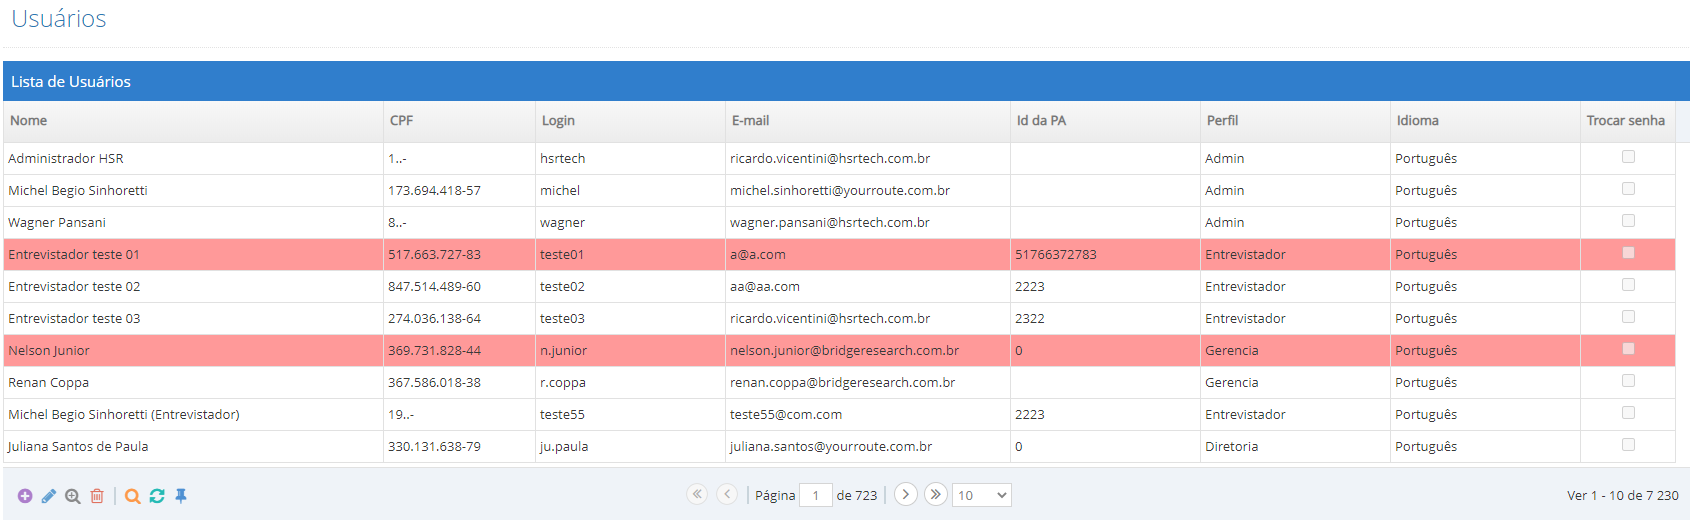 Usuários
Lista de Usuários
Nome CPF Login E-mail Id da PA Perfil Idioma Trocar senha
Administrador HSR 1..- hsrtech ricardo.vicentini@hsrtech.com.br Admin Português
Michel Begio Sinhoretti 173.694.418-57 michel michel.sinhoretti@yourroute.com.br Admin Português
Wagner Pansani 8..- wagner wagner.pansani@hsrtech.com.br Admin Português
Entrevistador teste 01 517.663.727-83 teste01 a@a.com 51766372783 Entrevistador Português
Entrevistador teste 02 847.514.489-60 teste02 aa@aa.com 2223 Entrevistador Português
Entrevistador teste 03 274.036.138-64 teste03 ricardo.vicentini@hsrtech.com.br 2322 Entrevistador Português
Nelson Junior 369.731.828-44 n.junior nelson.junior@bridgeresearch.com.br 0 Gerencia Português
Renan Coppa 367.586.018-38 r.coppa renan.coppa@bridgeresearch.com.br Gerencia Português
Michel Begio Sinhoretti (Entrevistador) 19..- teste55 teste55@com.com 2223 Entrevistador Português
Juliana Santos de Paula 330.131.638-79 ju.paula juliana.santos@yourroute.com.br 0 Diretoria Português
Página 1 de 723 10 Ver 1 - 10 de 7 230